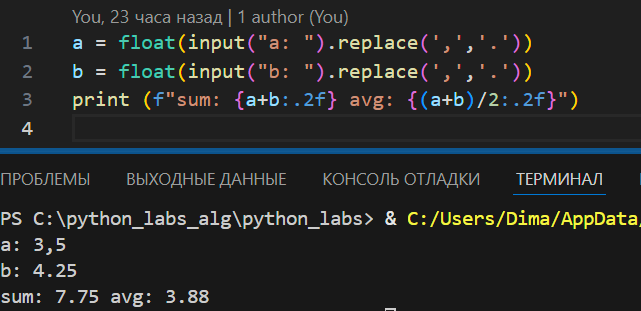 You, 23 часа назад | 1 author (You)
1 a = float(input("a: ").replace(',','.'))
2 b = float(input("b: ").replace(',','.'))
3 print (f"sum: {a+b:.2f} avg: {(a+b)/2:.2f}")
4
ПРОБЛЕМЫ ВЫХОДНЫЕ ДАННЫЕ КОНСОЛЬ ОТЛАДКИ ТЕРМИНАЛ
PS C:\python_labs_alg\python_labs> & C:/Users/Dima/AppData/
a: 3,5
b: 4.25
sum: 7.75 avg: 3.88